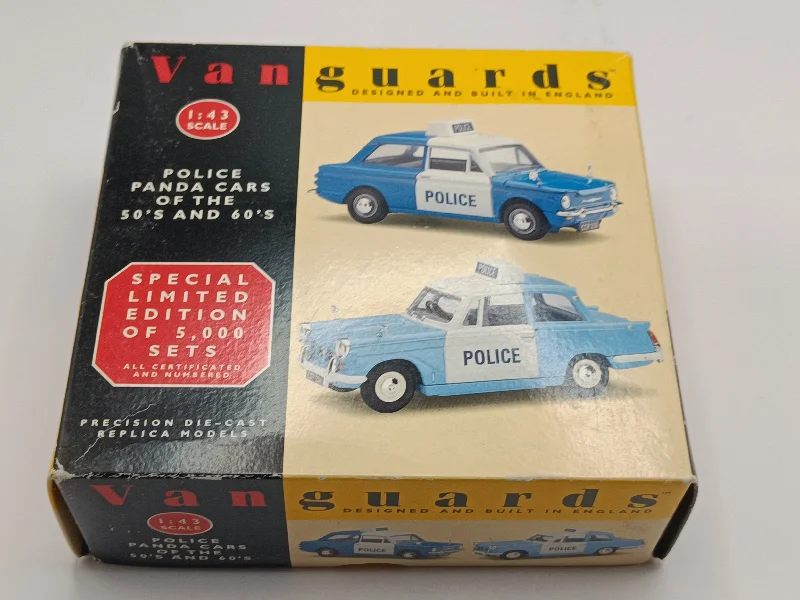 Vanguards™
DESIGNED AND BUILT IN ENGLAND
1:43
SCALE
POLICE
PANDA CARS
OF THE
50'S AND 60'S
POLICE
POLICE
SPECIAL
LIMITED
EDITION
OF 5,000
SETS
ALL CERTIFICATED
AND NUMBERED
POLICE
POLICE
PRECISION DIE-CAST
REPLICA MODELS
Vanguards™
DESIGNED AND BUILT IN ENGLAND
1:43
SCALE
POLICE
PANDA CARS
OF THE
50'S AND 60'S
POLICE
POLICE